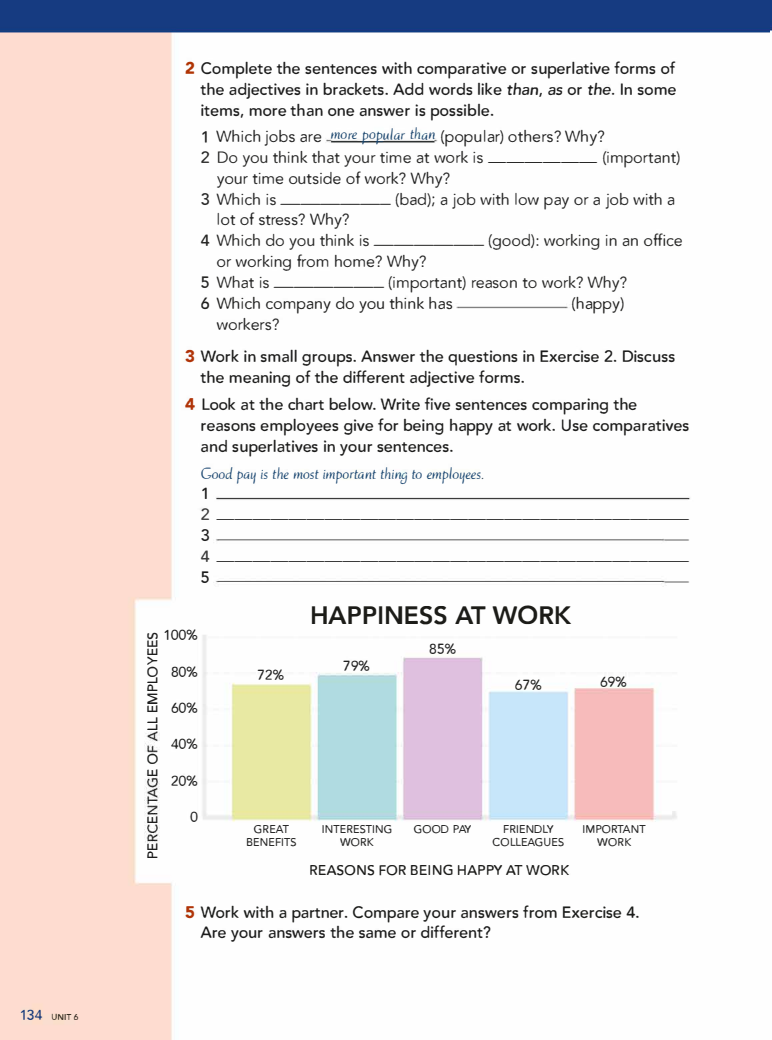 2 Complete the sentences with comparative or superlative forms of
the adjectives in brackets. Add words like than, as or the. In some
items, more than one answer is possible.
1 Which jobs are more popular than (popular) others? Why?
2 Do you think that your time at work is ____________ (important)
your time outside of work? Why?
3 Which is ____________ (bad); a job with low pay or a job with a
lot of stress? Why?
4 Which do you think is ____________ (good): working in an office
or working from home? Why?
5 What is ____________ (important) reason to work? Why?
6 Which company do you think has ____________ (happy)
workers?
3 Work in small groups. Answer the questions in Exercise 2. Discuss
the meaning of the different adjective forms.
4 Look at the chart below. Write five sentences comparing the
reasons employees give for being happy at work. Use comparatives
and superlatives in your sentences.
Good pay is the most important thing to employees.
1
2
3
4
5
HAPPINESS AT WORK
PERCENTAGE OF ALL EMPLOYEES
100%
80%
60%
40%
20%
0
72%
79%
85%
67%
69%
GREAT
BENEFITS
INTERESTING
WORK
GOOD PAY
FRIENDLY
COLLEAGUES
IMPORTANT
WORK
REASONS FOR BEING HAPPY AT WORK
5 Work with a partner. Compare your answers from Exercise 4.
Are your answers the same or different?
134 UNIT 6